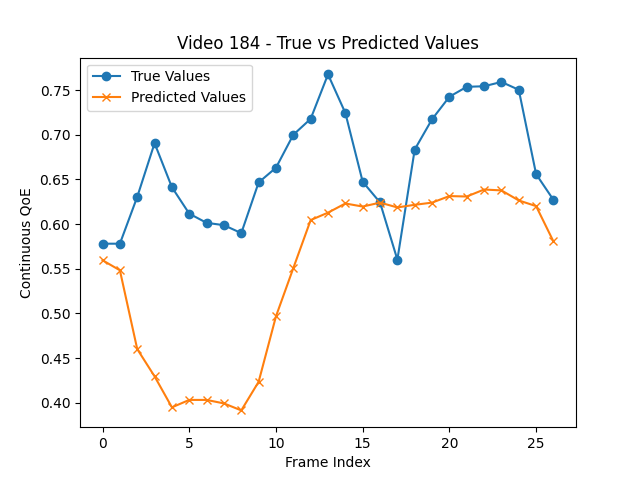 Video 184 - True vs Predicted Values
True Values
Predicted Values
Continuous QoE
0.75
0.70
0.65
0.60
0.55
0.50
0.45
0.40
0 5 10 15 20 25
Frame Index